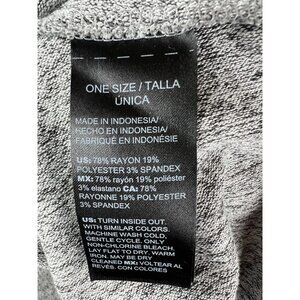 ONE SIZE / TALLA
ÚNICA
MADE IN INDONESIA/
HECHO EN INDONESIA/
FABRIQUÉ EN INDONÉSIE
US: 78% RAYON 19%
POLYESTER 3% SPANDEX
MX: 78% rayón 19% poliéster
3% elastano CA: 78%
RAYONNE 19% POLYESTER
3% SPANDEX
US: TURN INSIDE OUT.
WITH SIMILAR COLORS.
MACHINE WASH COLD,
GENTLE CYCLE. ONLY
NON-CHLORINE BLEACH,
LAY FLAT TO DRY. WARM
IRON. MAY BE DRY
CLEANED MX: VOLTEAR AL
REVÉS. CON COLORES